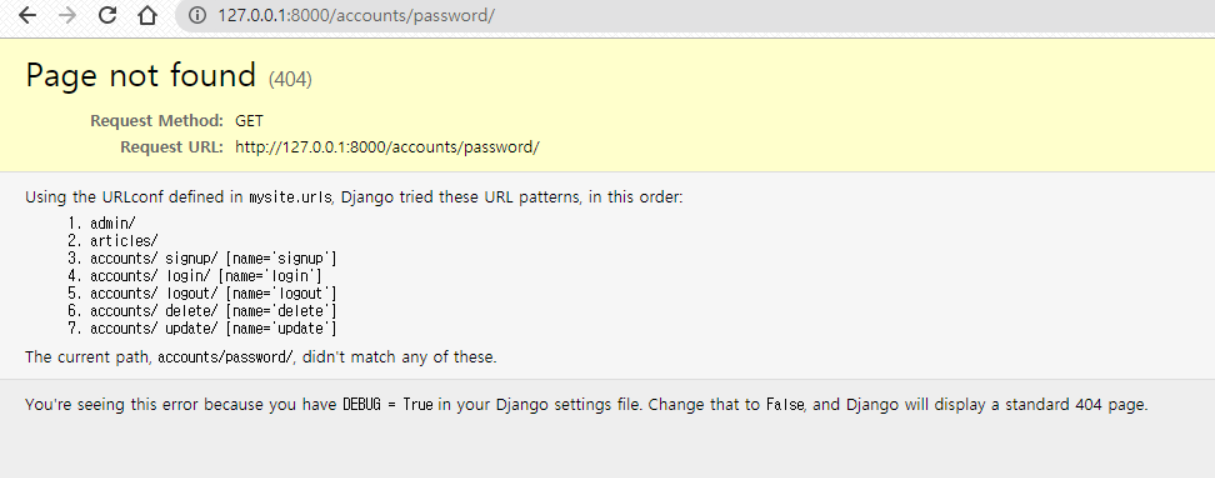 127.0.0.1:8000/accounts/password/
Page not found (404)
Request Method: GET
Request URL: http://127.0.0.1:8000/accounts/password/
Using the URLconf defined in mysite.urls, Django tried these URL patterns, in this order:
1. admin/
2. articles/
3. accounts/ signup/ [name='signup']
4. accounts/ login/ [name='login']
5. accounts/ logout/ [name='logout']
6. accounts/ delete/ [name='delete']
7. accounts/ update/ [name='update']
The current path, accounts/password/, didn't match any of these.
You're seeing this error because you have DEBUG = True in your Django settings file. Change that to False, and Django will display a standard 404 page.